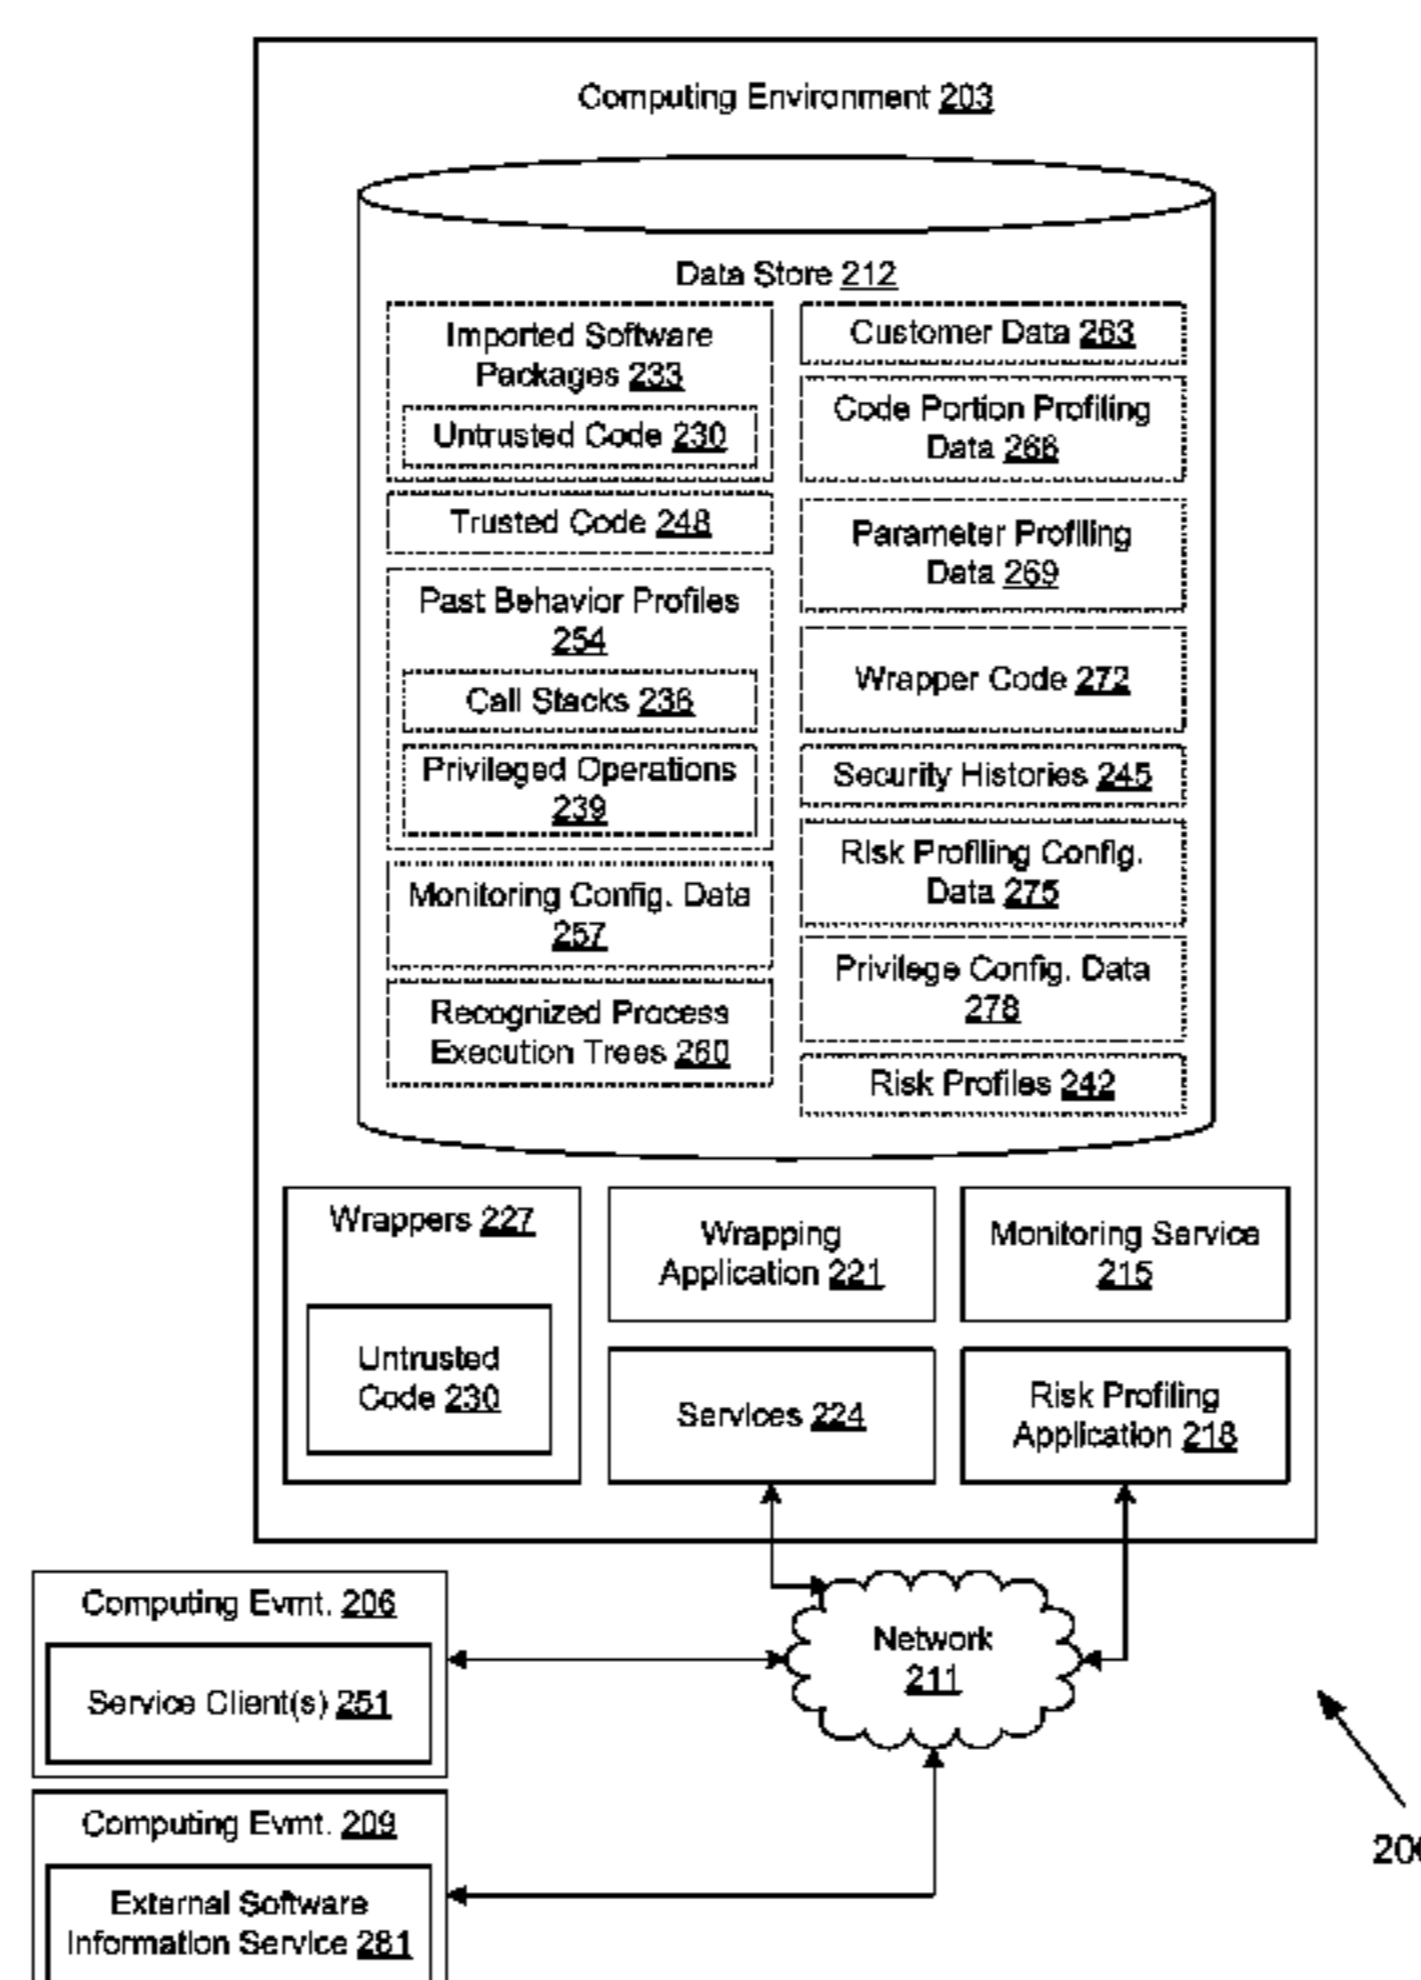 Computing Environment 203
Data Store 212
Imported Software
Packages 233
Untrusted Code 230
Trusted Code 248
Past Behavior Profiles
254
Call Stacks 236
Privileged Operations
239
Monitoring Config. Data
257
Recognized Process
Execution Trees 260
Customer Data 263
Code Portion Profiling
Data 266
Parameter Profiling
Data 269
Wrapper Code 272
Security Histories 245
Risk Profiling Config.
Data 275
Privilege Config. Data
278
Risk Profiles 242
Wrappers 227
Untrusted
Code 230
Wrapping
Application 221
Monitoring Service
215
Services 224
Risk Profiling
Application 218
Computing Evmt. 206
Service Client(s) 251
Network
211
Computing Evmt. 209
External Software
Information Service 281